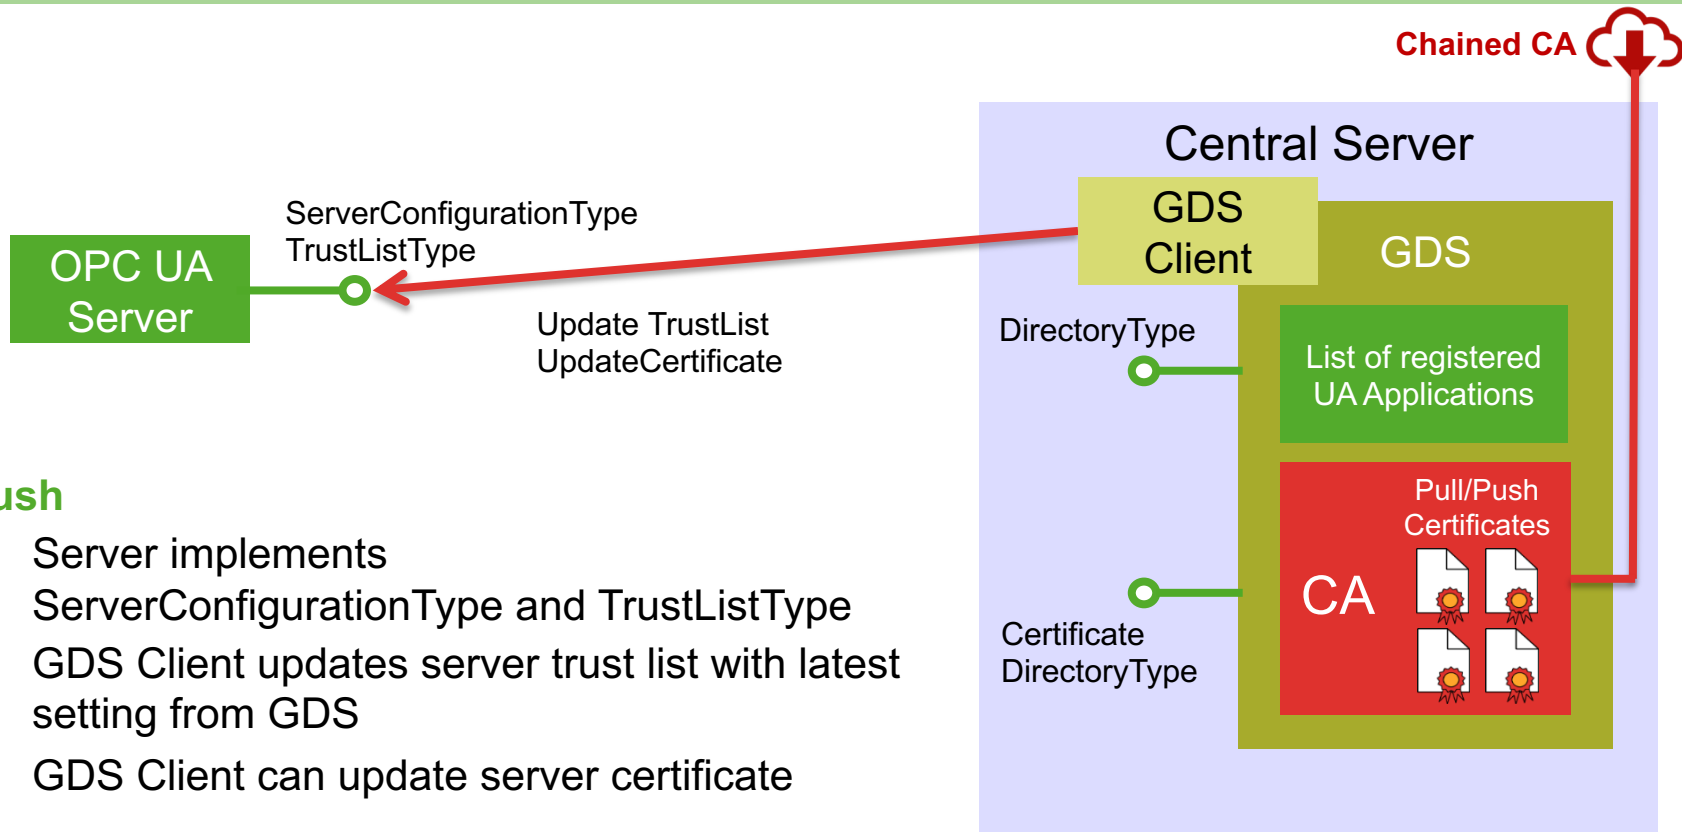 Chained CA
Central Server
GDS
Client
GDS
ServerConfigurationType
TrustListType
OPC UA
Server
Update TrustList
UpdateCertificate
DirectoryType
List of registered
UA Applications
Pull/Push
Certificates
CA
Certificate
DirectoryType
ush
Server implements
ServerConfigurationType and TrustListType
GDS Client updates server trust list with latest
setting from GDS
GDS Client can update server certificate